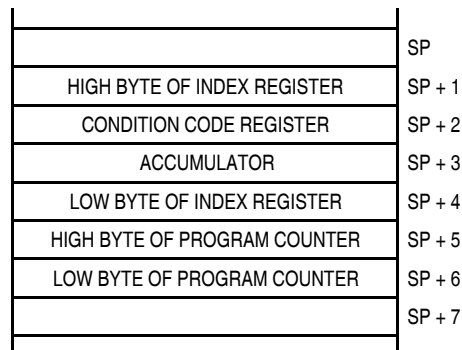 SP
HIGH BYTE OF INDEX REGISTER SP + 1
CONDITION CODE REGISTER SP + 2
ACCUMULATOR SP + 3
LOW BYTE OF INDEX REGISTER SP + 4
HIGH BYTE OF PROGRAM COUNTER SP + 5
LOW BYTE OF PROGRAM COUNTER SP + 6
SP + 7